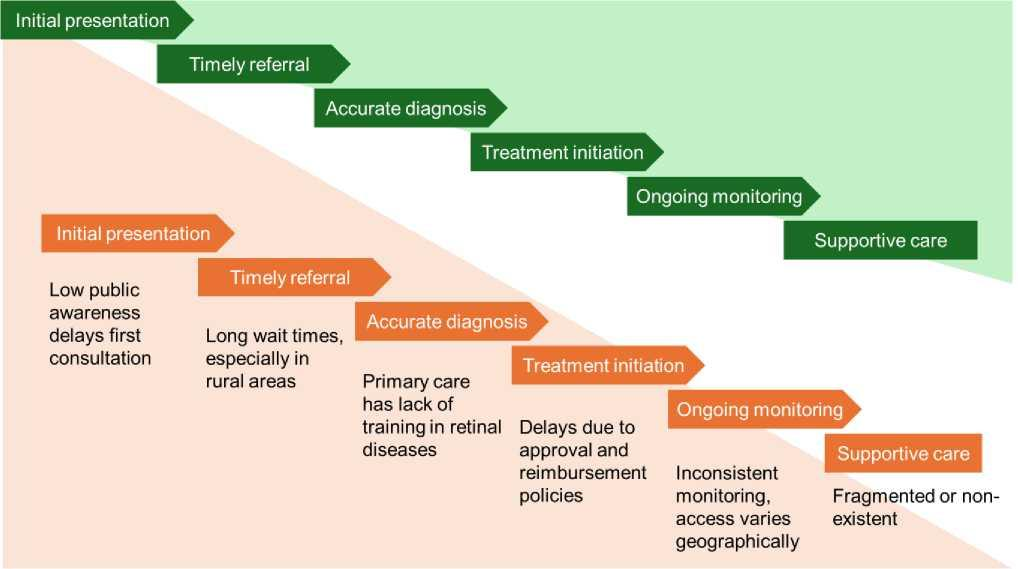 Initial presentation
Timely referral
Accurate diagnosis
Treatment initiation
Ongoing monitoring
Supportive care
Initial presentation
Low public
awareness
delays first
consultation
Timely referral
Long wait times,
especially in
rural areas
Accurate diagnosis
Primary care
has lack of
training in retinal
diseases
Treatment initiation
Delays due to
approval and
reimbursement
policies
Ongoing monitoring
Inconsistent
monitoring,
access varies
geographically
Supportive care
Fragmented or non-
existent